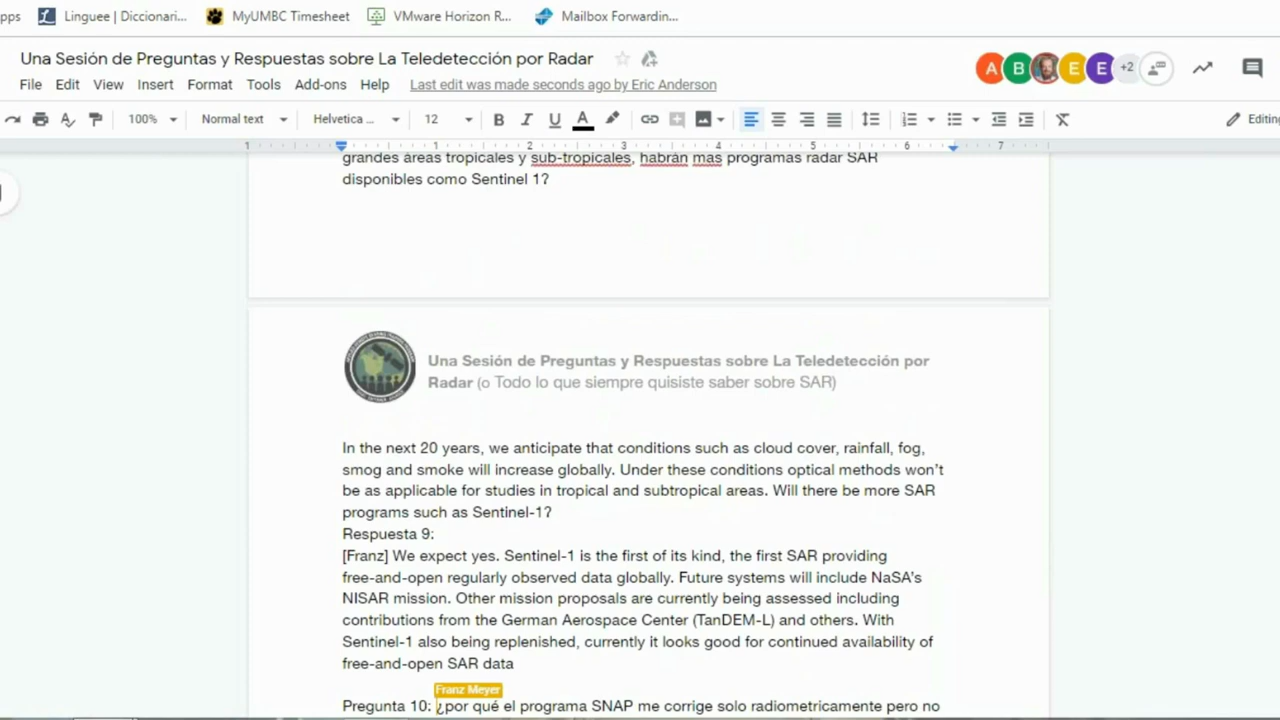 pps Linguee | Diccionari... MyUMBC Timesheet VMware Horizon R... Mailbox Forwardin...
Una Sesión de Preguntas y Respuestas sobre La Teledetección por Radar
A B E E +2
File Edit View Insert Format Tools Add-ons Help Last edit was made seconds ago by Eric Anderson
100% Normal text Helvetica ... 12 B I U A Editing
1 1 2 3 4 5 6 7
grandes áreas tropicales y sub-tropicales, habrán mas programas radar SAR
disponibles como Sentinel 1?
Una Sesión de Preguntas y Respuestas sobre La Teledetección por
Radar (o Todo lo que siempre quisiste saber sobre SAR)
In the next 20 years, we anticipate that conditions such as cloud cover, rainfall, fog,
smog and smoke will increase globally. Under these conditions optical methods won't
be as applicable for studies in tropical and subtropical areas. Will there be more SAR
programs such as Sentinel-1?
Respuesta 9:
[Franz] We expect yes. Sentinel-1 is the first of its kind, the first SAR providing
free-and-open regularly observed data globally. Future systems will include NaSA's
NISAR mission. Other mission proposals are currently being assessed including
contributions from the German Aerospace Center (TanDEM-L) and others. With
Sentinel-1 also being replenished, currently it looks good for continued availability of
free-and-open SAR data
Franz Meyer
Pregunta 10: ¿por qué el programa SNAP me corrige solo radiometricamente pero no